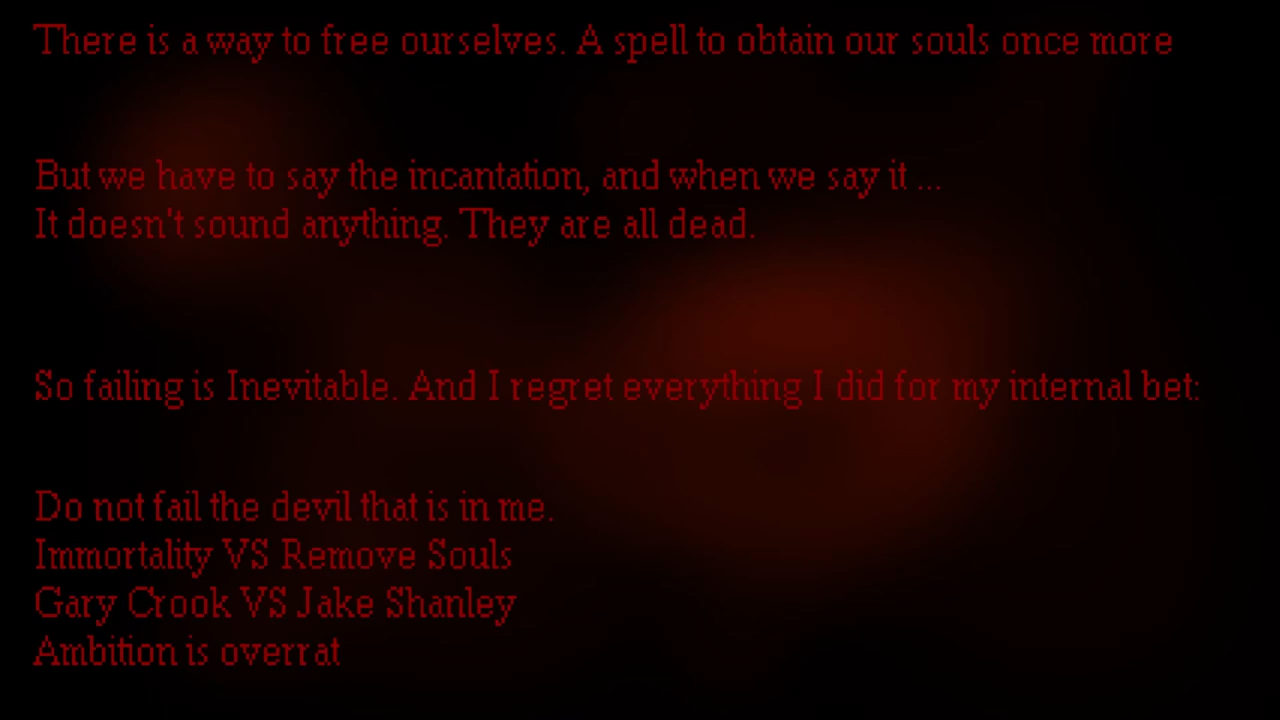 There is a way to free ourselves. A spell to obtain our souls once more
But we have to say the incantation, and when we say it ...
It doesn't sound anything. They are all dead.
So failing is Inevitable. And I regret everything I did for my internal bet:
Do not fail the devil that is in me.
Immortality VS Remove Souls
Gary Crook VS Jake Shanley
Ambition is overrat